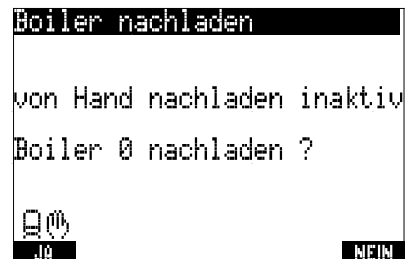 Boiler nachladen
von Hand nachladen inaktiv
Boiler 0 nachladen ?
JA NEIN